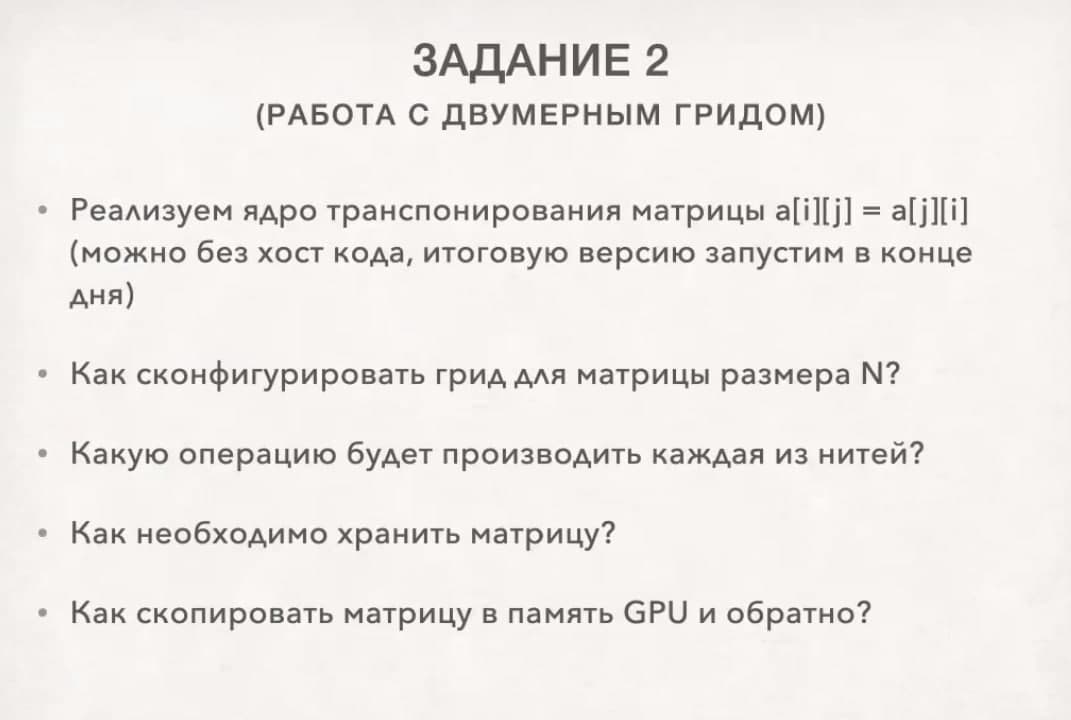 ЗАДАНИЕ 2
(РАБОТА С ДВУМЕРНЫМ ГРИДОМ)
• Реализуем ядро транспонирования матрицы a[i][j] = a[j][i]
(можно без хост кода, итоговую версию запустим в конце
дня)
• Как сконфигурировать грид для матрицы размера N?
• Какую операцию будет производить каждая из нитей?
• Как необходимо хранить матрицу?
• Как скопировать матрицу в память GPU и обратно?